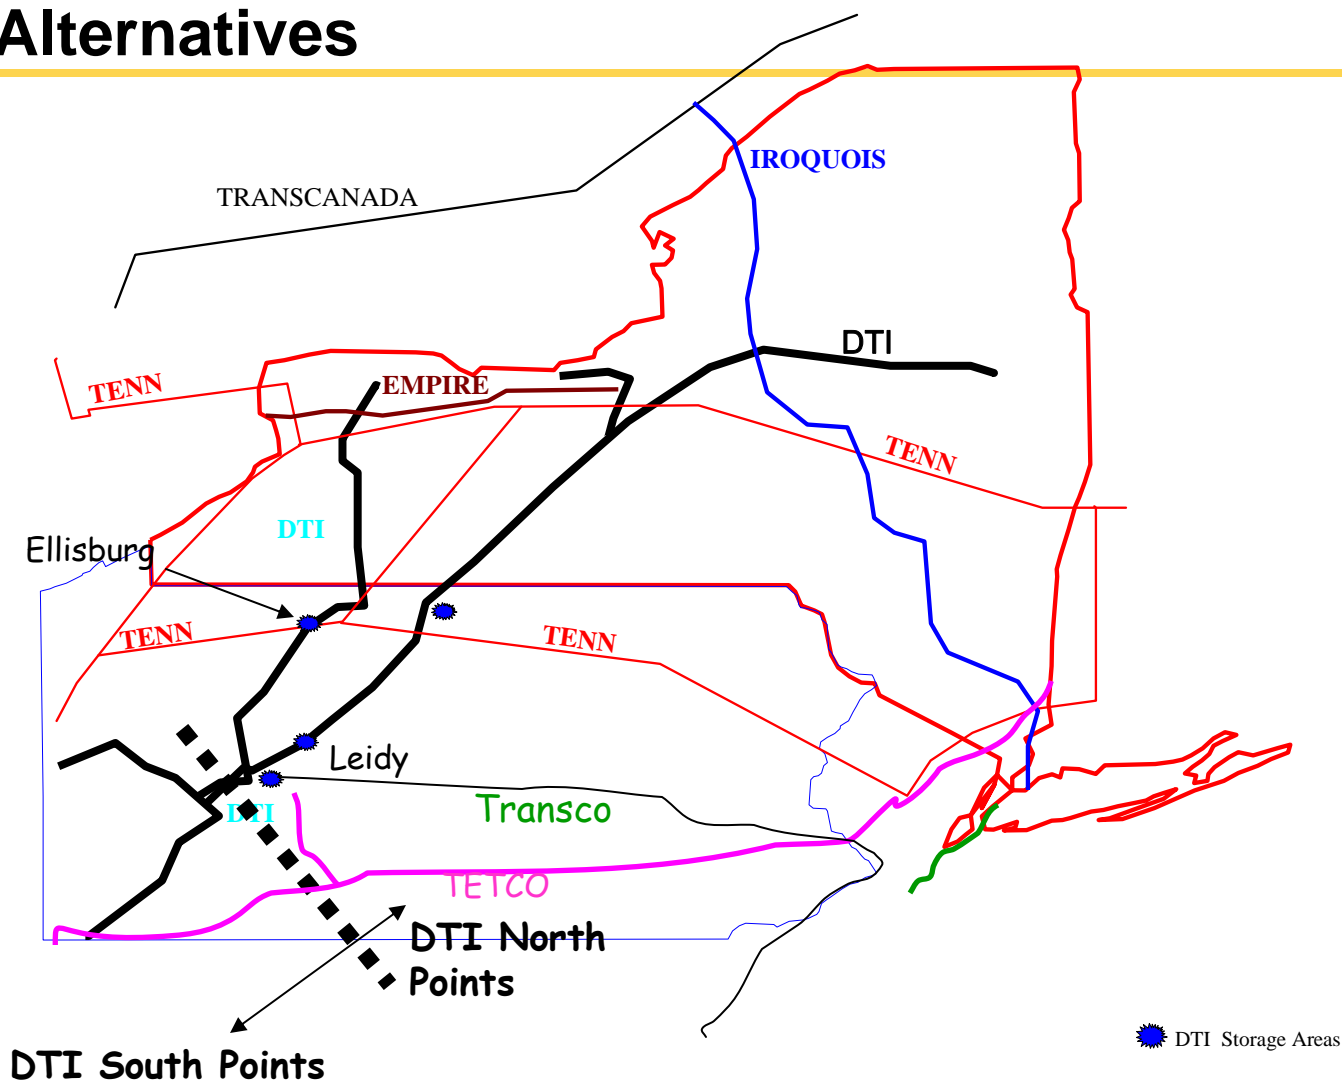 Alternatives
IROQUOIS
TRANSCANADA
DTI
TENN
EMPIRE
TENN
DTI
Ellisburg
TENN
TENN
Leidy
Transco
DTI
TETCO
DTI North
Points
DTI South Points
DTI Storage Areas